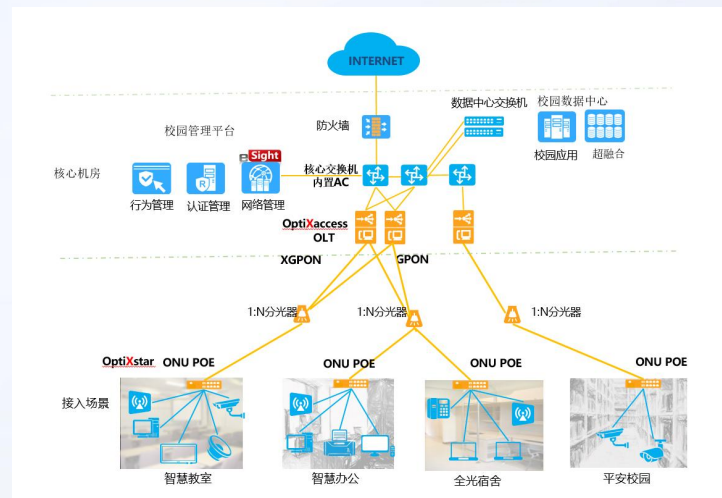 INTERNET
数据中心交换机
校园数据中心
防火墙
校园管理平台
校园应用
超融合
eSight
核心机房
核心交换机
内置AC
行为管理
认证管理
网络管理
OptiXaccess
OLT
XGPON
GPON
1:N分光器
1:N分光器
1:N分光器
OptiXstar
ONU POE
ONU POE
ONU POE
ONU POE
接入场景
智慧教室
智慧办公
全光宿舍
平安校园